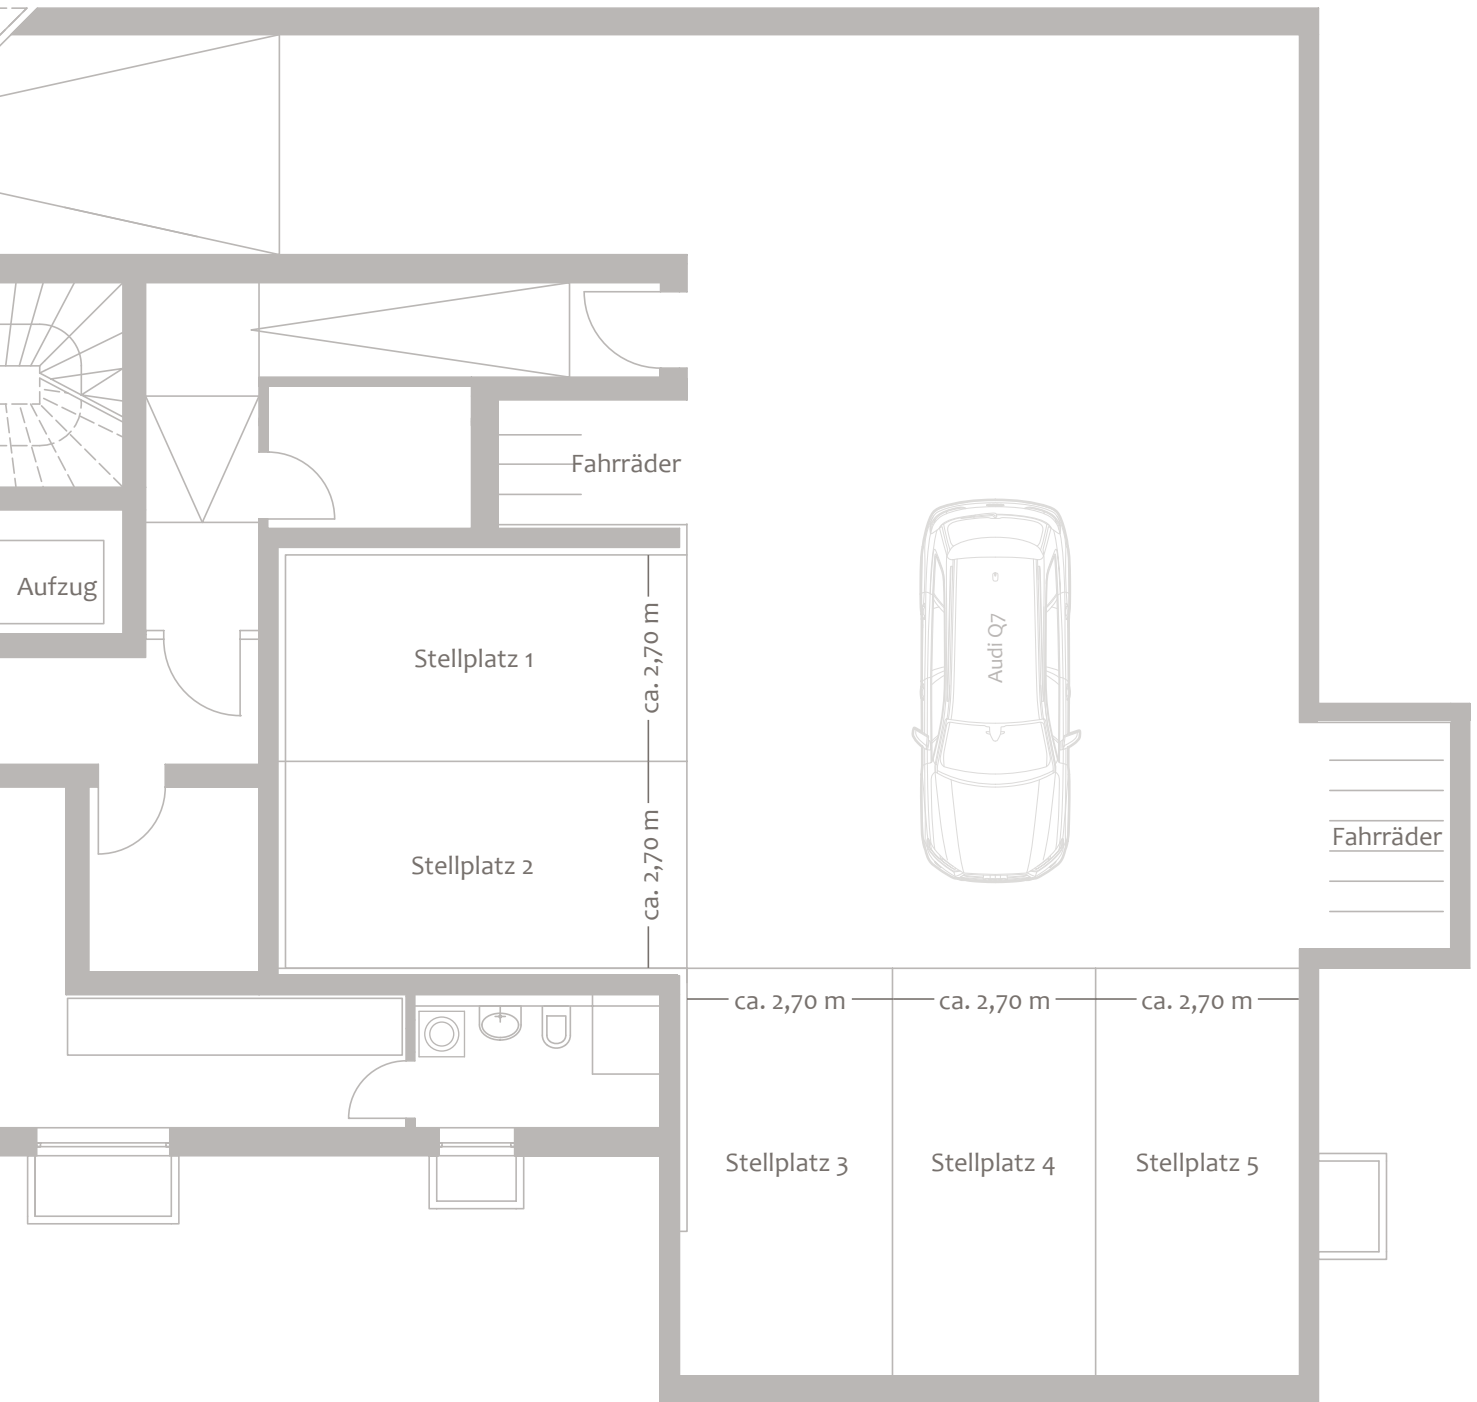 Fahrräder
Aufzug
Stellplatz 1
ca. 2,70 m
Audi Q7
Stellplatz 2
ca. 2,70 m
Fahrräder
ca. 2,70 m
ca. 2,70 m
ca. 2,70 m
Stellplatz 3
Stellplatz 4
Stellplatz 5